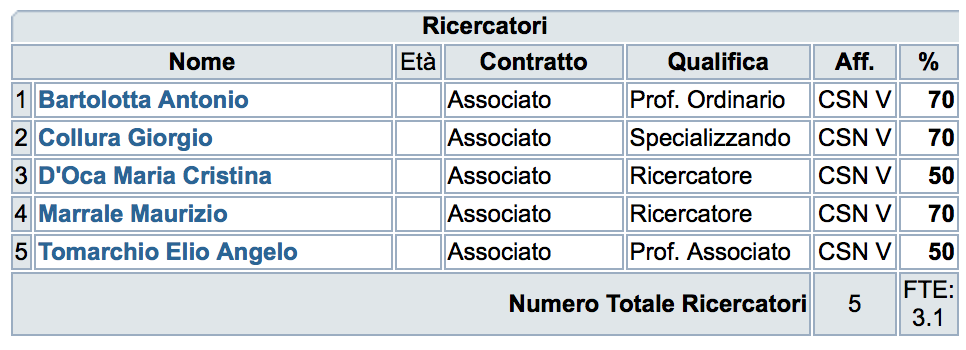 Ricercatori
Nome Età Contratto Qualifica Aff. %
1 Bartolotta Antonio Associato Prof. Ordinario CSN V 70
2 Collura Giorgio Associato Specializzando CSN V 70
3 D'Oca Maria Cristina Associato Ricercatore CSN V 50
4 Marrale Maurizio Associato Ricercatore CSN V 70
5 Tomarchio Elio Angelo Associato Prof. Associato CSN V 50
Numero Totale Ricercatori 5 FTE:
3.1